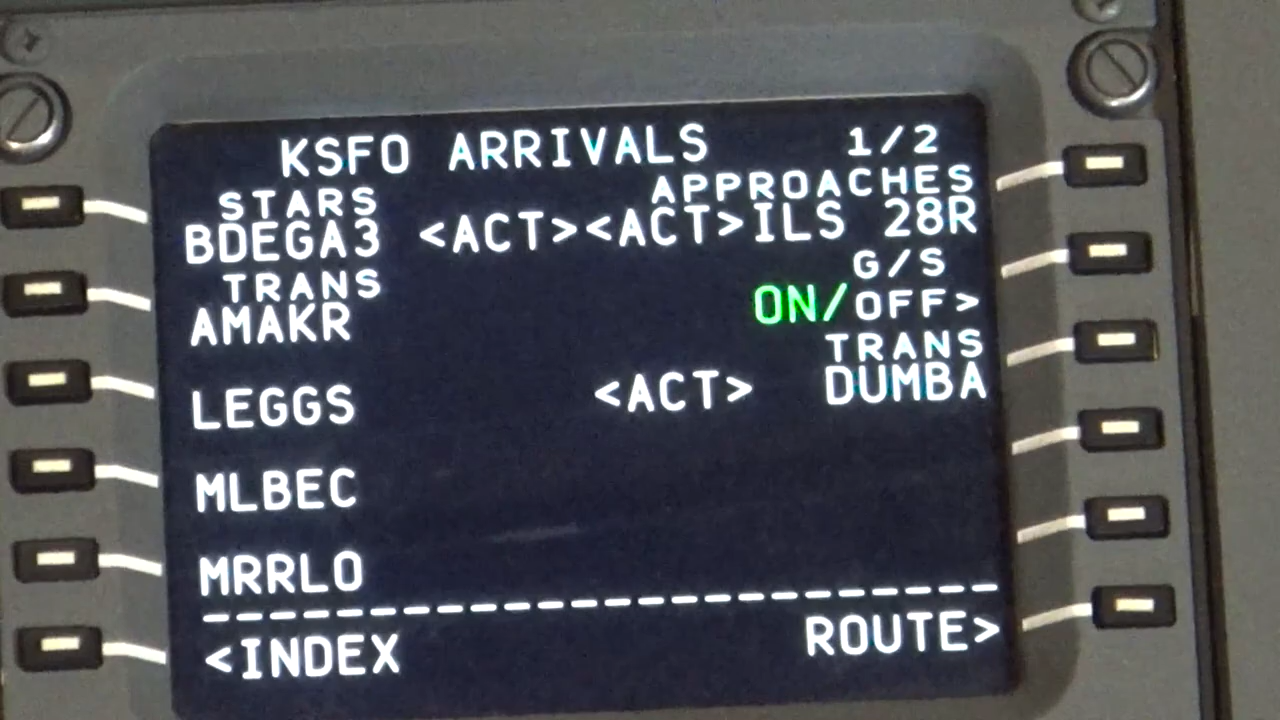 KSFO ARRIVALS 1/2
STARS APPROACHES
BDEGA3 <ACT><ACT>ILS 28R
TRANS G/S
AMAKR ON/OFF>
TRANS
LEGGS <ACT> DUMBA
MLBEC
MRRLO
------------------------
<INDEX ROUTE>